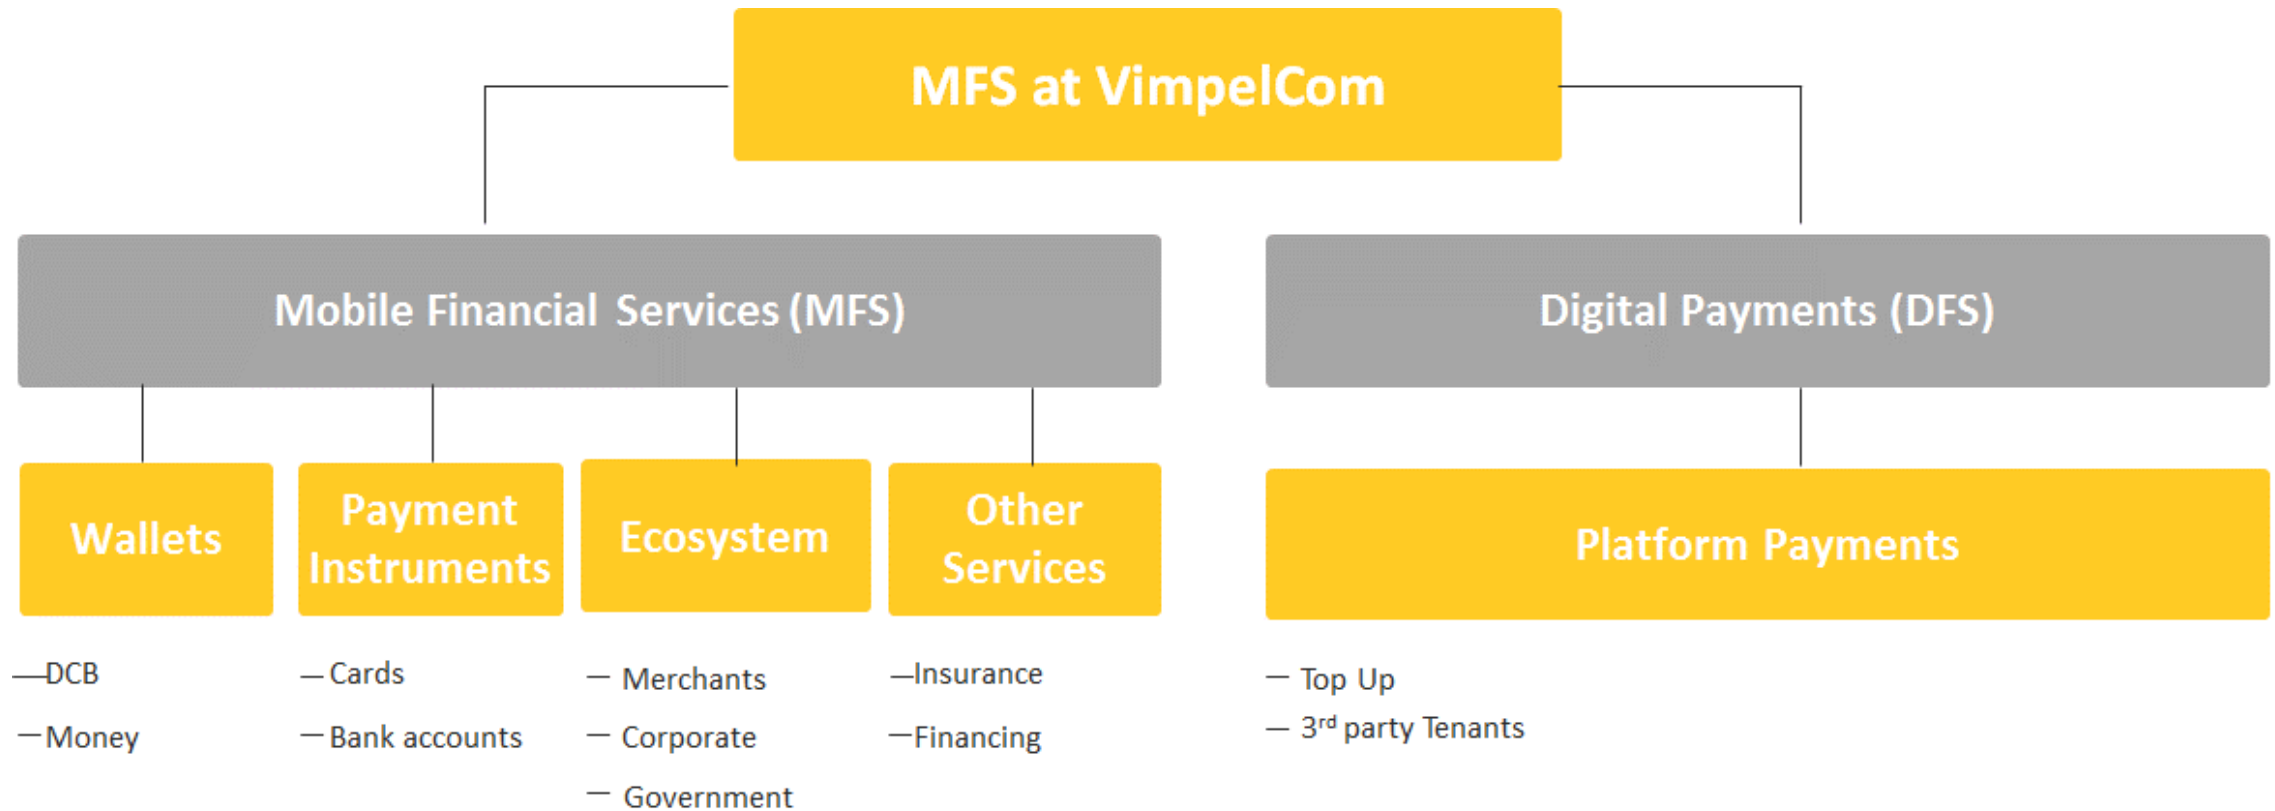 MFS at VimpelCom
Mobile Financial Services (MFS)
Digital Payments (DFS)
Wallets
Payment
Instruments
Ecosystem
Other
Services
Platform Payments
—DCB
—Money
—Cards
—Bank accounts
— Merchants
— Corporate
— Government
—Insurance
—Financing
— Top Up
— 3rd party Tenants